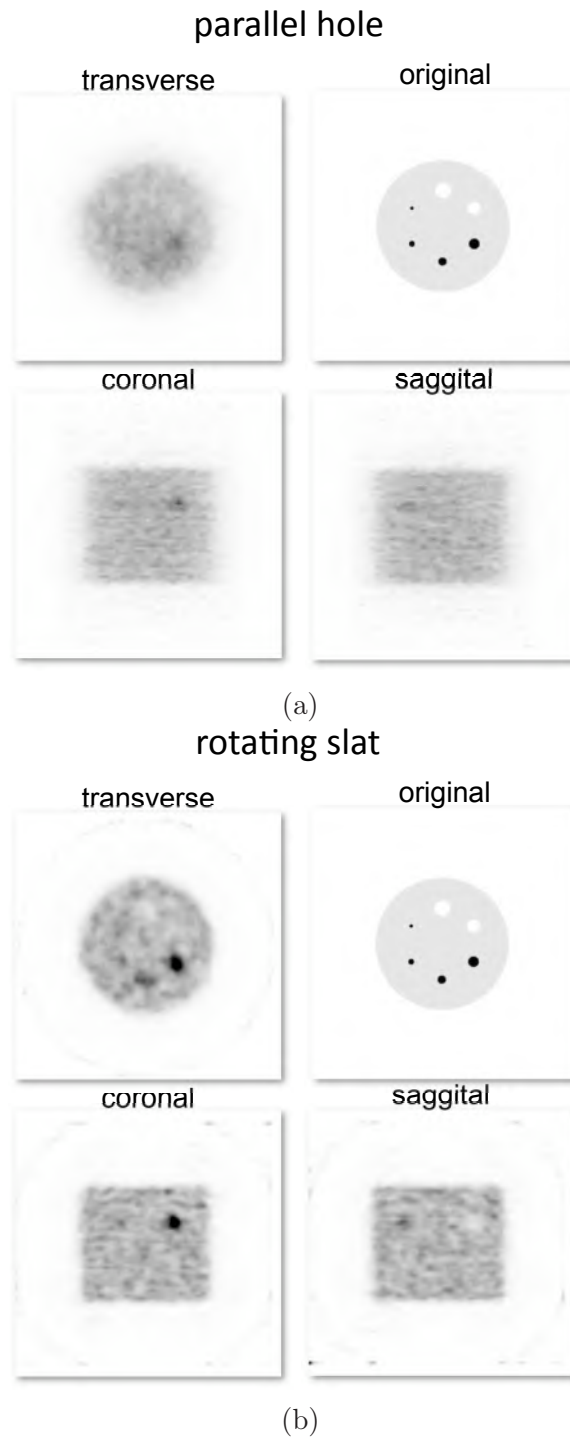 parallel hole
transverse
original
coronal
saggital
(a)
rotating slat
transverse
original
coronal
saggital
(b)